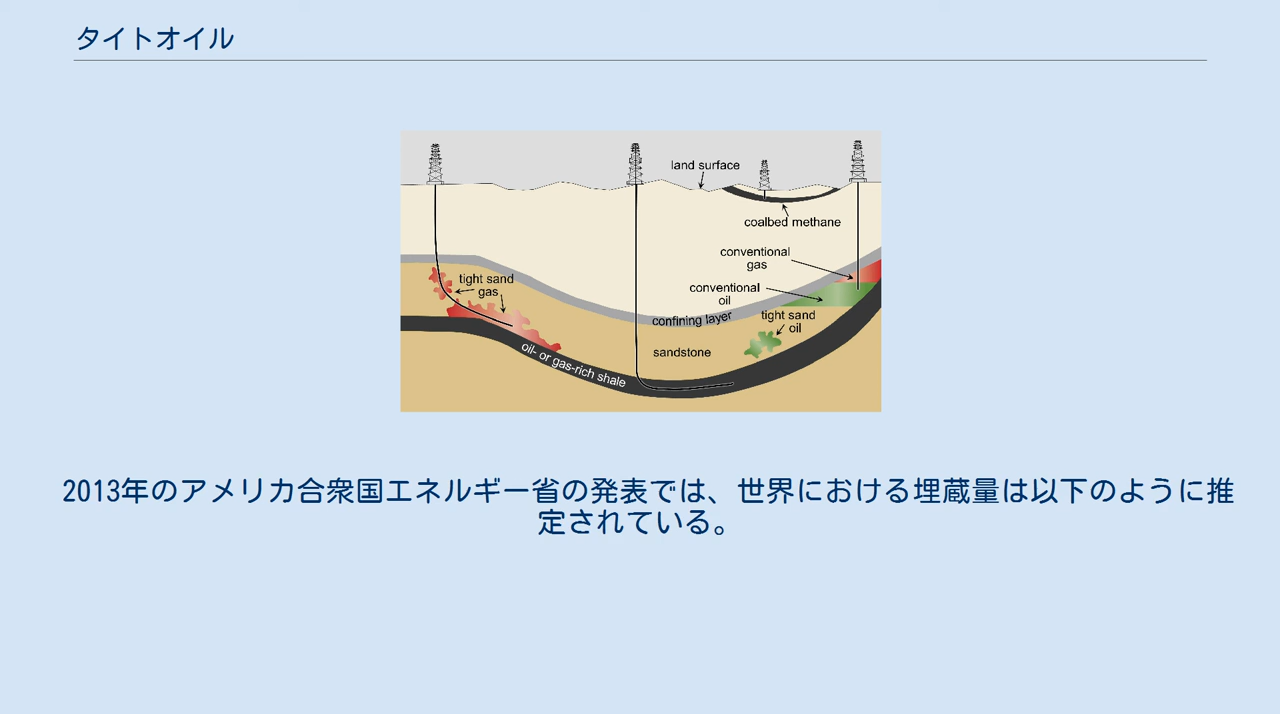 タイトオイル
land surface
coalbed methane
conventional
gas
tight sand
gas
conventional
oil
tight sand
oil
confining layer
sandstone
oil- or gas-rich shale
2013年のアメリカ合衆国エネルギー省の発表では、世界における埋蔵量は以下のように推
定されている。